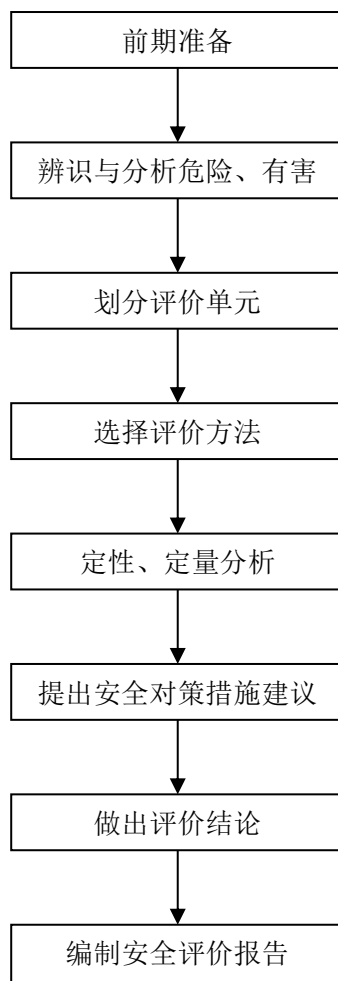 前期准备
辨识与分析危险、有害
划分评价单元
选择评价方法
定性、定量分析
提出安全对策措施建议
做出评价结论
编制安全评价报告